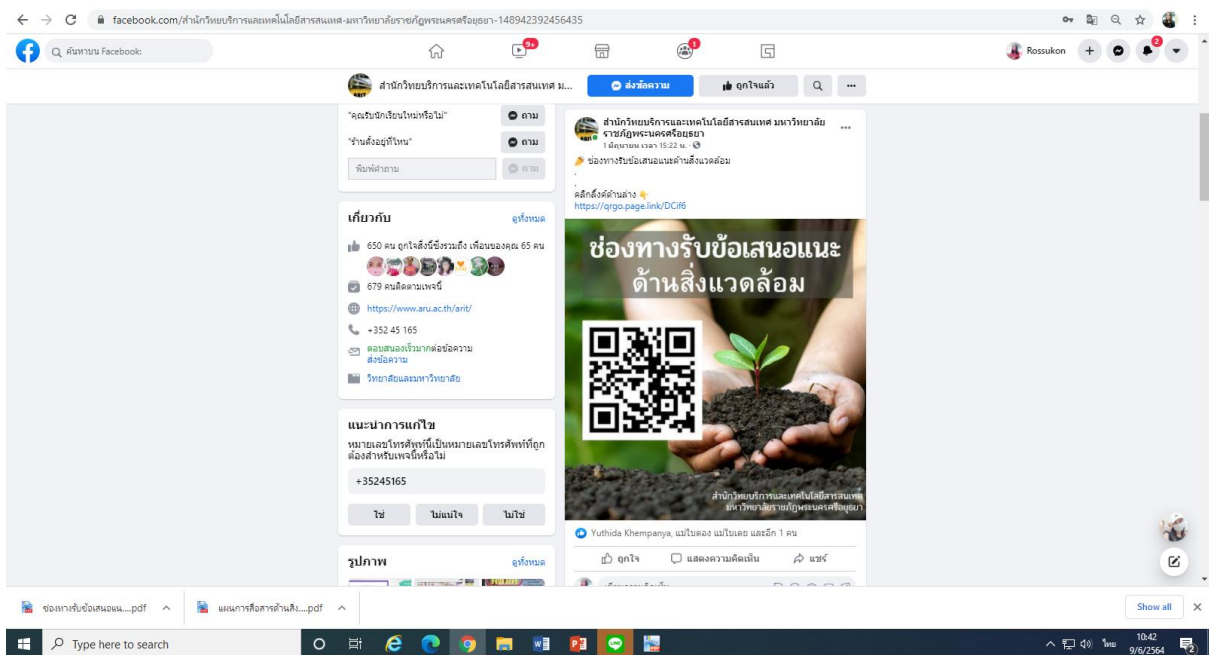 facebook.com/สำนักวิทยบริการและเทคโนโลยีสารสนเทศ-มหาวิทยาลัยราชภัฏพระนครศรีอยุธยา-148942392456435
ค้นหาบน Facebook:
9+
1
Rossukon
2
สำนักวิทยบริการและเทคโนโลยีสารสนเทศ ม...
ส่งข้อความ
ถูกใจแล้ว
"คุณรับนักเรียนใหม่หรือไม่"
ถาม
"ร้านตั้งอยู่ที่ไหน"
ถาม
พิมพ์คำถาม
ถาม
เกี่ยวกับ
ดูทั้งหมด
650 คน ถูกใจสิ่งนี้ซึ่งรวมถึง เพื่อนของคุณ 65 คน
679 คนติดตามเพจนี้
https://www.aru.ac.th/arit/
+352 45 165
ตอบสนองเร็วมากต่อข้อความ
ส่งข้อความ
วิทยาลัยและมหาวิทยาลัย
แนะนำการแก้ไข
หมายเลขโทรศัพท์นี้เป็นหมายเลขโทรศัพท์ที่ถูก
ต้องสำหรับเพจนี้หรือไม่
+35245165
ใช่
ไม่แน่ใจ
ไม่ใช่
รูปภาพ
ดูทั้งหมด
สำนักวิทยบริการและเทคโนโลยีสารสนเทศ มหาวิทยาลัย
ราชภัฏพระนครศรีอยุธยา
1 มิถุนายน เวลา 15:22 น. ·
ช่องทางรับข้อเสนอแนะด้านสิ่งแวดล้อม
.
.
คลิกลิ้งค์ด้านล่าง
https://qrgo.page.link/DCif6
ช่องทางรับข้อเสนอแนะ
ด้านสิ่งแวดล้อม
สำนักวิทยบริการและเทคโนโลยีสารสนเทศ
มหาวิทยาลัยราชภัฏพระนครศรีอยุธยา
Yuthida Khempanya, แม่ใบตอง แม่ใบเตย และอีก 1 คน
ถูกใจ
แสดงความคิดเห็น
แชร์
ช่องทางรับข้อเสนอแน....pdf
แผนการสื่อสารด้านสิ่ง....pdf
Show all
Type here to search
ไทย
10:42
9/6/2564
2